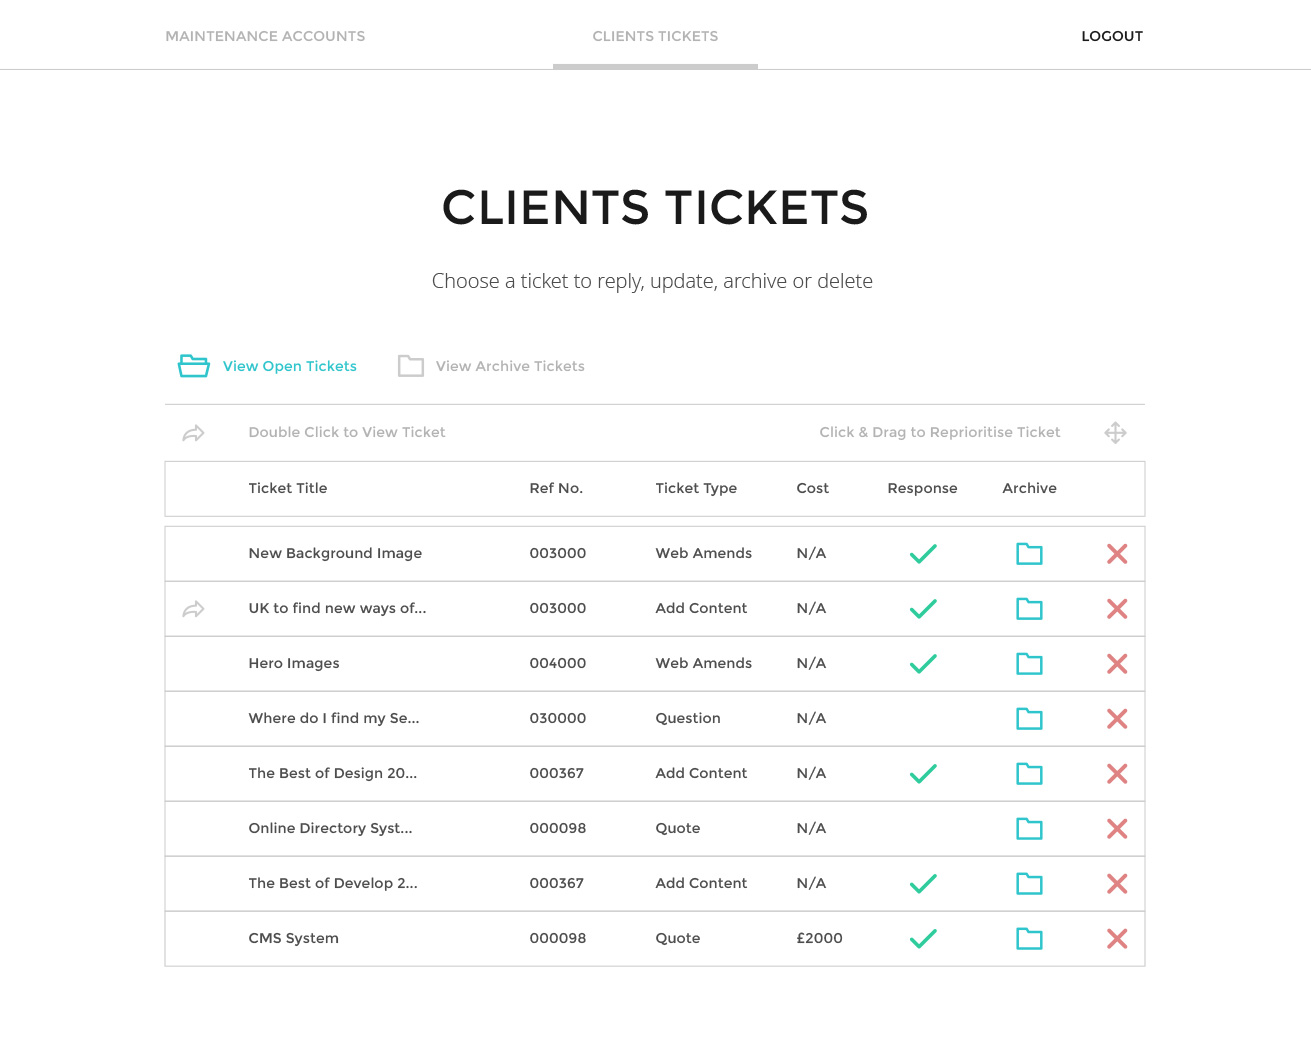 MAINTENANCE ACCOUNTS CLIENTS TICKETS LOGOUT
CLIENTS TICKETS
Choose a ticket to reply, update, archive or delete
View Open Tickets View Archive Tickets
Double Click to View Ticket Click & Drag to Reprioritise Ticket
Ticket Title Ref No. Ticket Type Cost Response Archive
New Background Image 003000 Web Amends N/A
UK to find new ways of... 003000 Add Content N/A
Hero Images 004000 Web Amends N/A
Where do I find my Se... 030000 Question N/A
The Best of Design 20... 000367 Add Content N/A
Online Directory Syst... 000098 Quote N/A
The Best of Develop 2... 000367 Add Content N/A
CMS System 000098 Quote £2000